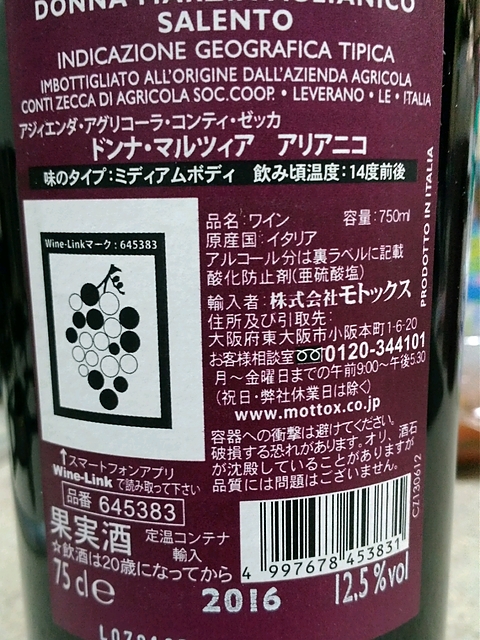 SALENTO
INDICAZIONE GEOGRAFICA TIPICA
IMBOTTIGLIATO ALL'ORIGINE DALL'AZIENDA AGRICOLA
CONTI ZECCA DI AGRICOLA SOC.COOP. • LEVERANO • LE • ITALIA
アジィエンダ・アグリコーラ・コンティ・ゼッカ
ドンナ・マルツィア アリアニコ
味のタイプ:ミディアムボディ 飲み頃温度:14度前後
Wine-Linkマーク:645383
↑スマートフォンアプリ
Wine-Linkで読み取って下さい
品番 645383
果実酒 定温コンテナ
輸入
☆飲酒は20歳になってから
75 cl e
品名:ワイン 容量:750ml
原産国:イタリア
アルコール分は裏ラベルに記載
酸化防止剤(亜硫酸塩)
輸入者:株式会社モトックス
住所及び引取先:
大阪府東大阪市小阪本町1-6-20
お客様相談室 0120-344101
月〜金曜日までの午前9:00〜午後5:30
(祝日・弊社休業日は除く)
www.mottox.co.jp
容器への衝撃は避けてください。
破損する恐れがあります。オリ、酒石
が沈殿していることがありますが
品質には問題はございません。
4 997678 453831
2016
12,5%vol
PRODOTTO IN ITALIA
CZ130612